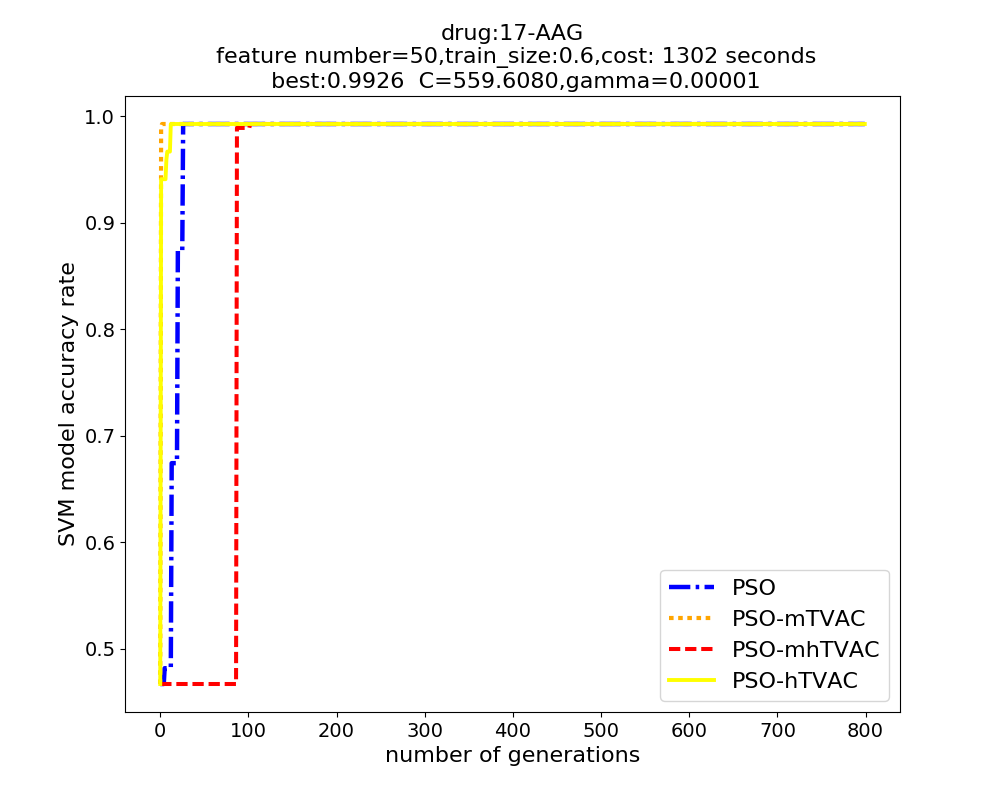 drug:17-AAG
feature number=50,train_size:0.6,cost: 1302 seconds
best:0.9926  C=559.6080,gamma=0.00001
SVM model accuracy rate
1.0
0.9
0.8
0.7
0.6
0.5
PSO
PSO-mTVAC
PSO-mhTVAC
PSO-hTVAC
0 100 200 300 400 500 600 700 800
number of generations